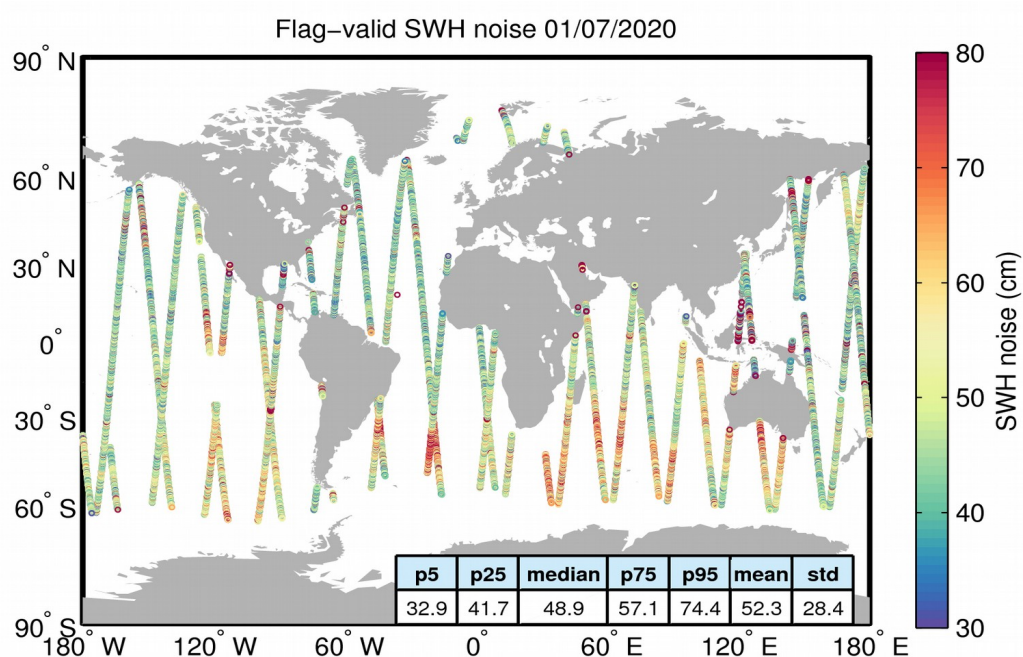 Flag−valid SWH noise 01/07/2020
90° N
60° N
30° N
0°
30° S
60° S
90° S
180° W
120° W
60° W
0°
60° E
120° E
180° E
80
70
60
50
40
30
SWH noise (cm)
p5 p25 median p75 p95 mean std
32.9 41.7 48.9 57.1 74.4 52.3 28.4